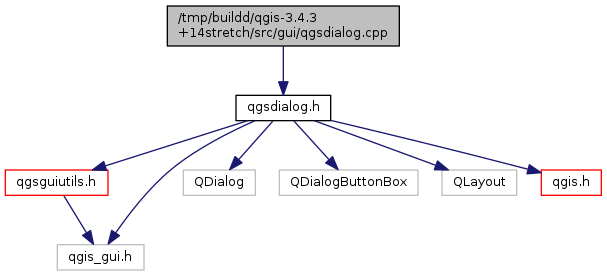 /tmp/buildd/qgis-3.4.3
+14stretch/src/gui/qgsdialog.cpp
qgsdialog.h
qgsguiutils.h
QDialog
QDialogButtonBox
QLayout
qgis.h
qgis_gui.h